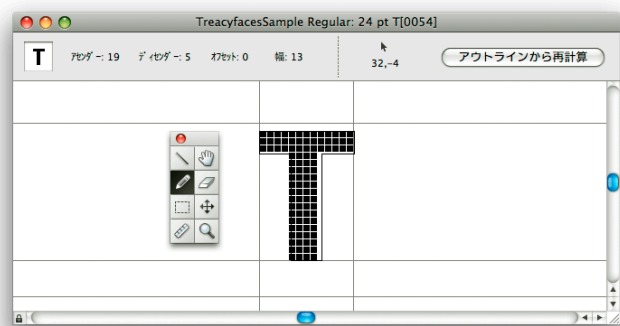 TreacyfacesSample Regular: 24 pt T[0054]
T
ｱｾﾝﾀﾞｰ: 19 ﾃﾞｨｾﾝﾀﾞｰ: 5 ｵﾌｾｯﾄ: 0 幅: 13
32,-4
アウトラインから再計算
T